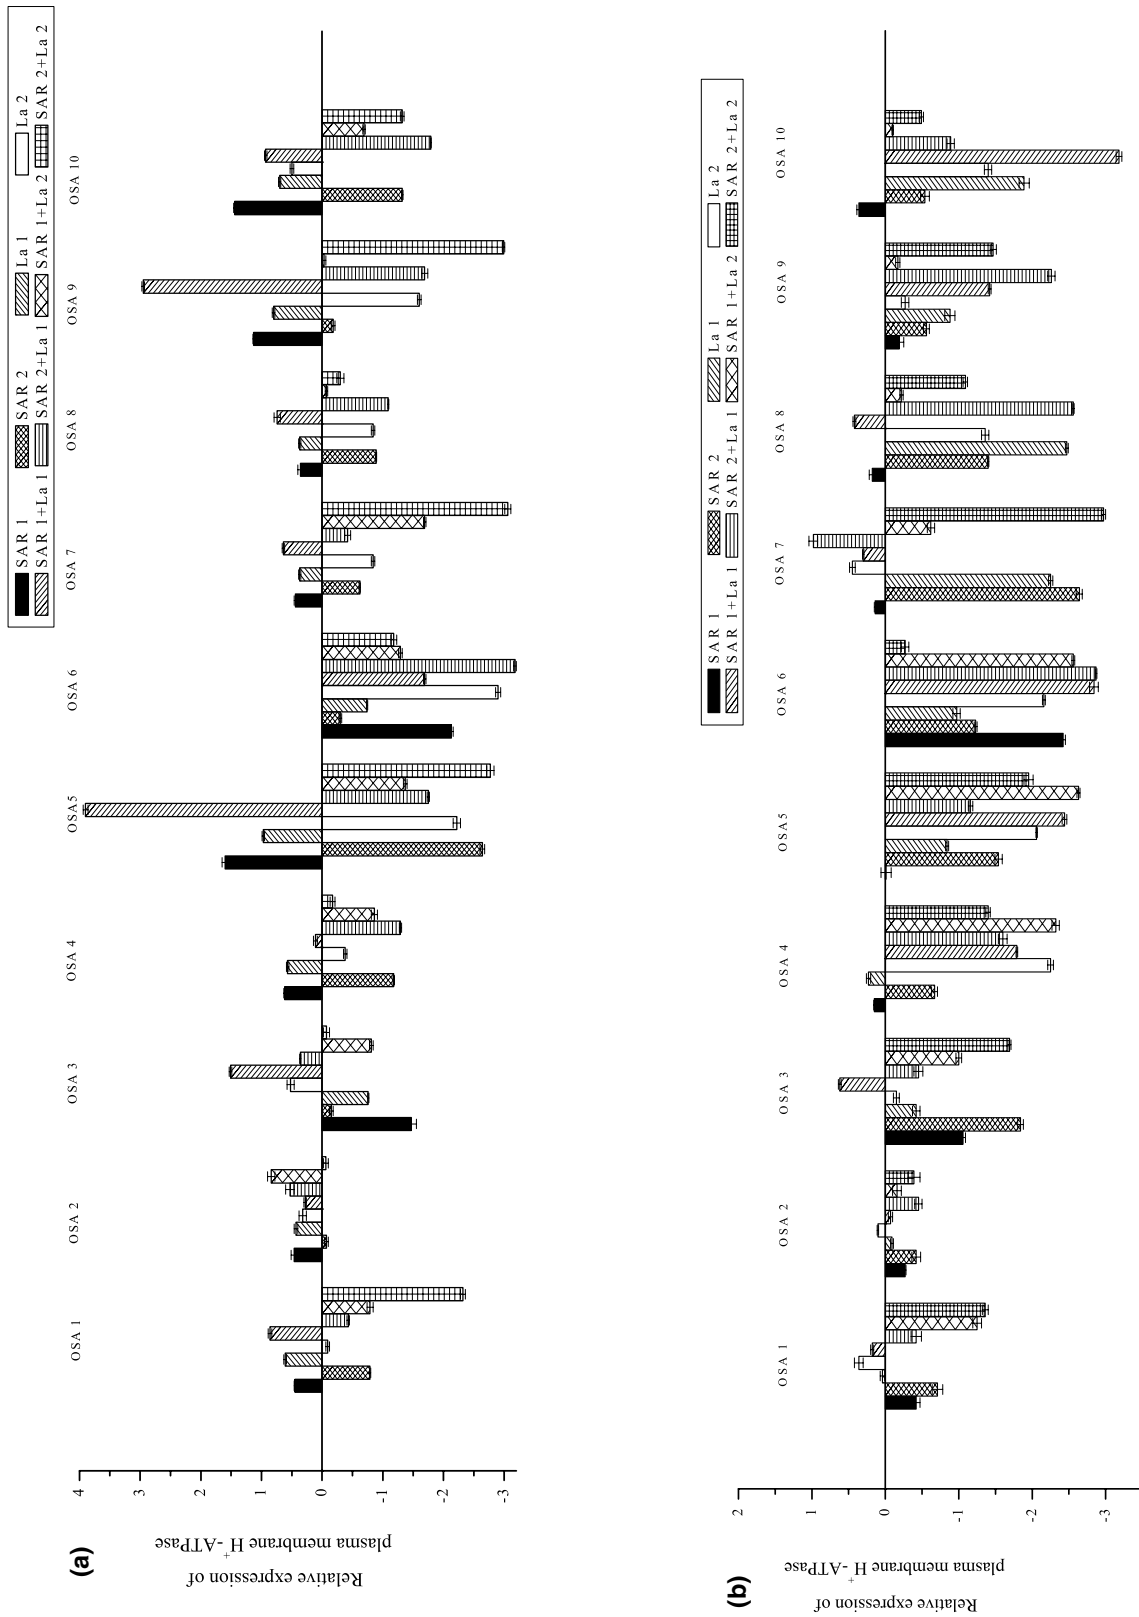 (a)
SAR 1 SAR 2 La 1 La 2
SAR 1+La 1 SAR 2+La 1 SAR 1+La 2 SAR 2+La 2
OSA 1 OSA 2 OSA 3 OSA 4 OSA5 OSA 6 OSA 7 OSA 8 OSA 9 OSA 10
Relative expression of
plasma membrane H+-ATPase
4
3
2
1
0
-1
-2
-3
(b)
SAR 1 SAR 2 La 1 La 2
SAR 1+La 1 SAR 2+La 1 SAR 1+La 2 SAR 2+La 2
OSA 1 OSA 2 OSA 3 OSA 4 OSA5 OSA 6 OSA 7 OSA 8 OSA 9 OSA 10
Relative expression of
plasma membrane H+-ATPase
2
1
0
-1
-2
-3